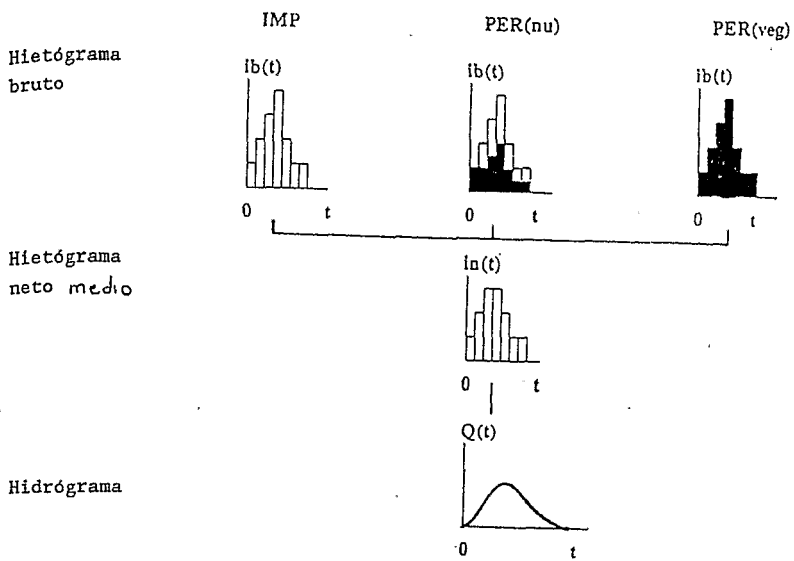 IMP
PER(nu)
PER(veg)
Hietógrama
bruto
ib(t)
ib(t)
ib(t)
0 t
0 t
0 t
Hietógrama
neto medio
in(t)
0 t
Q(t)
Hidrógrama
0 t